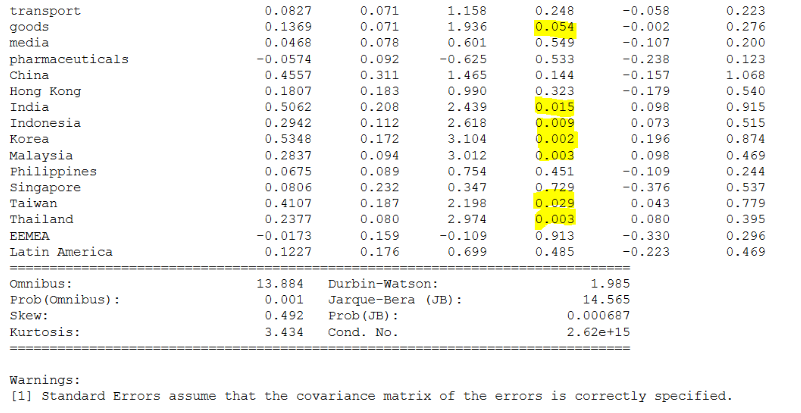 transport 0.0827 0.071 1.158 0.248 -0.058 0.223
goods 0.1369 0.071 1.936 0.054 -0.002 0.276
media 0.0468 0.078 0.601 0.549 -0.107 0.200
pharmaceuticals -0.0574 0.092 -0.625 0.533 -0.238 0.123
China 0.4557 0.311 1.465 0.144 -0.157 1.068
Hong Kong 0.1807 0.183 0.990 0.323 -0.179 0.540
India 0.5062 0.208 2.439 0.015 0.098 0.915
Indonesia 0.2942 0.112 2.618 0.009 0.073 0.515
Korea 0.5348 0.172 3.104 0.002 0.196 0.874
Malaysia 0.2837 0.094 3.012 0.003 0.098 0.469
Philippines 0.0675 0.089 0.754 0.451 -0.109 0.244
Singapore 0.0806 0.232 0.347 0.729 -0.376 0.537
Taiwan 0.4107 0.187 2.198 0.029 0.043 0.779
Thailand 0.2377 0.080 2.974 0.003 0.080 0.395
EEMEA -0.0173 0.159 -0.109 0.913 -0.330 0.296
Latin America 0.1227 0.176 0.699 0.485 -0.223 0.469
==============================================================================
Omnibus: 13.884 Durbin-Watson: 1.985
Prob(Omnibus): 0.001 Jarque-Bera (JB): 14.565
Skew: 0.492 Prob(JB): 0.000687
Kurtosis: 3.434 Cond. No. 2.62e+15
==============================================================================
Warnings:
[1] Standard Errors assume that the covariance matrix of the errors is correctly specified.